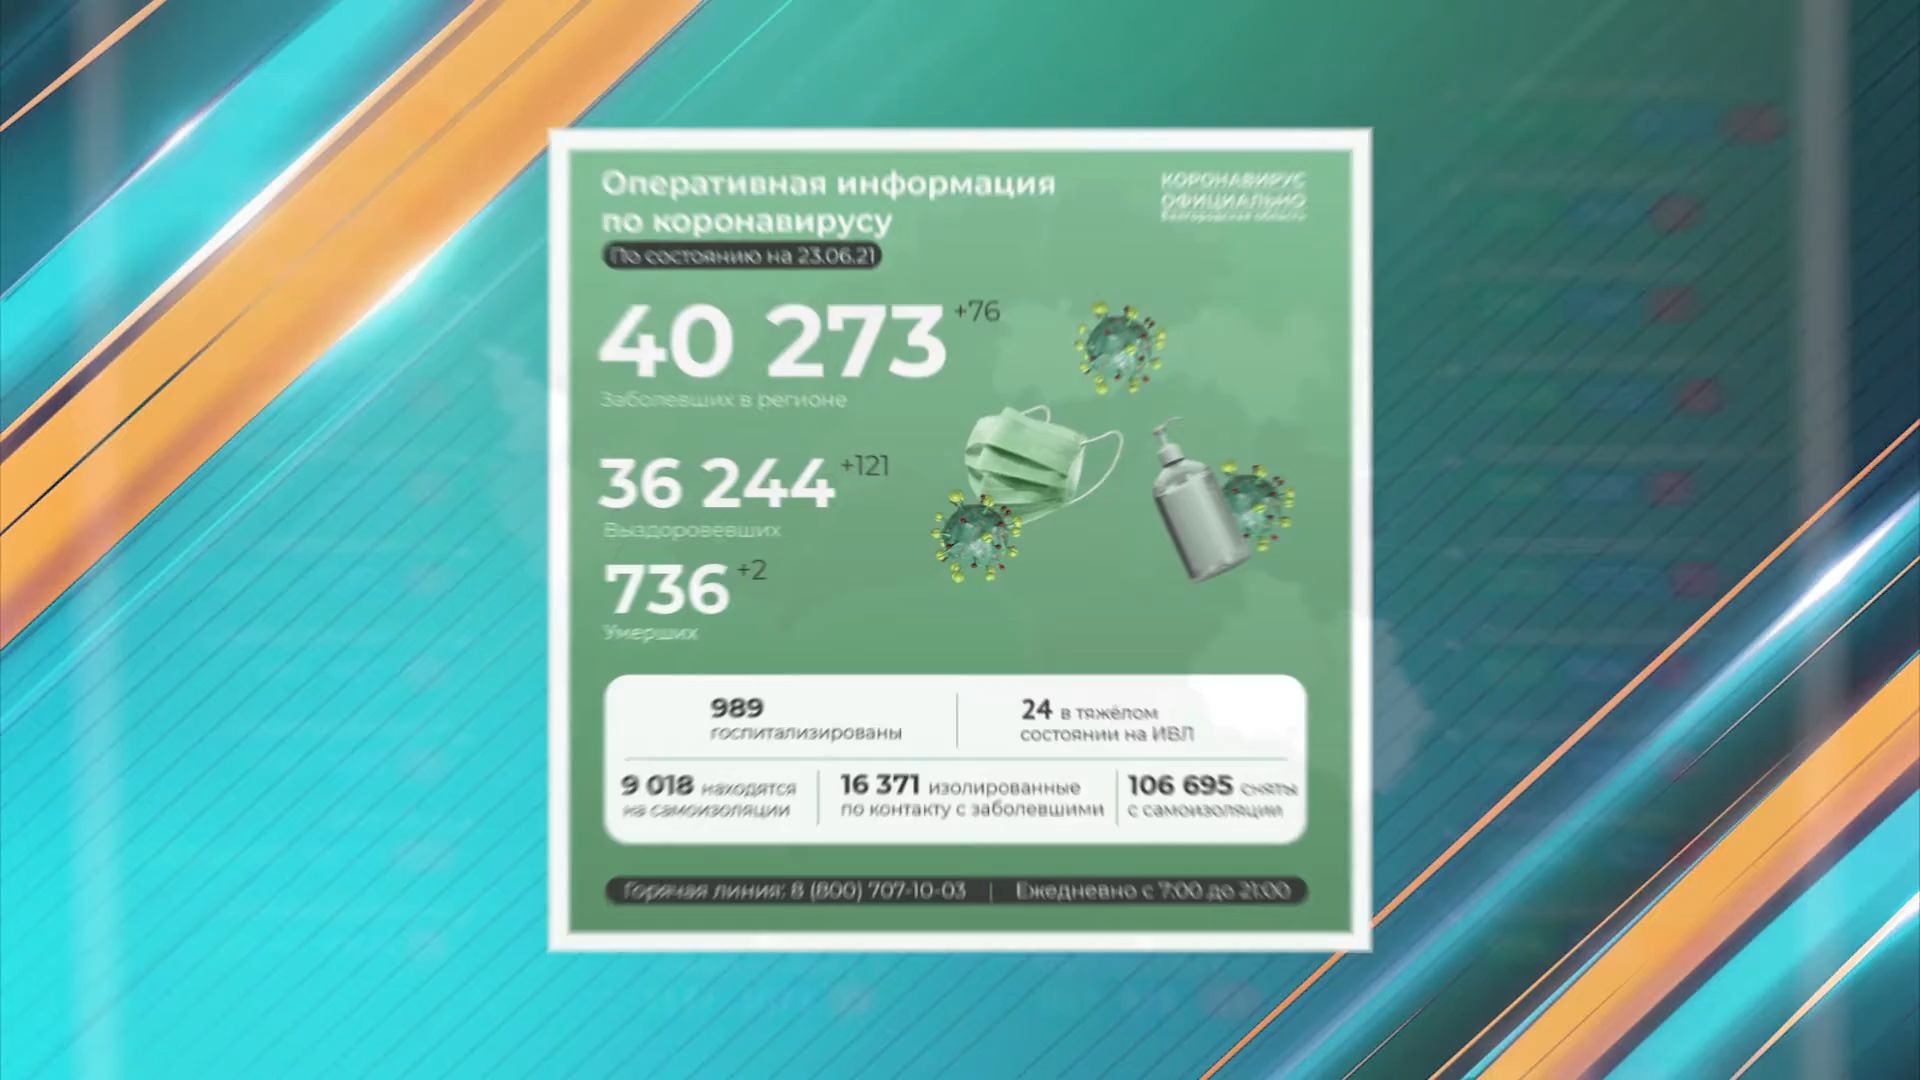 Оперативная информация
по коронавирусу
КОРОНАВИРУС
ОФИЦИАЛЬНО
Белгородская область
По состоянию на 23.06.21
40 273 +76
Заболевших в регионе
36 244 +121
Выздоровевших
736 +2
Умерших
989
госпитализированы
24 в тяжёлом
состоянии на ИВЛ
9 018 находятся
на самоизоляции
16 371 изолированные
по контакту с заболевшими
106 695 сняты
с самоизоляции
Горячая линия: 8 (800) 707-10-03 | Ежедневно с 7:00 до 21:00